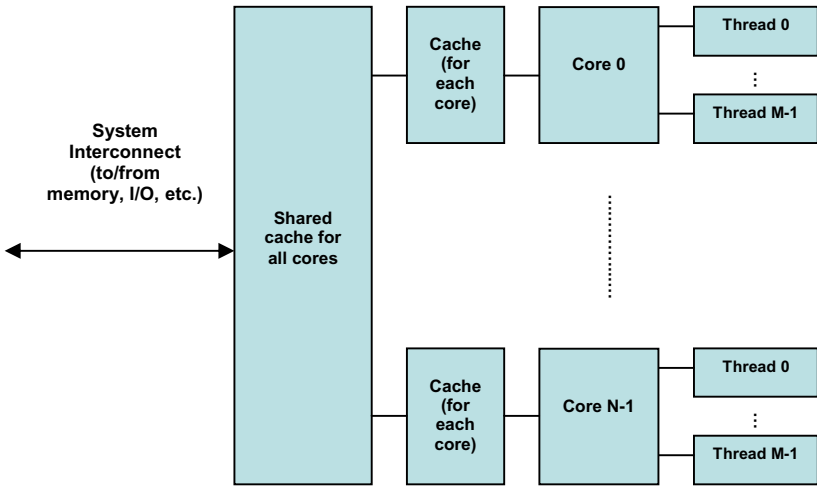 System
Interconnect
(to/from
memory, I/O, etc.)
Shared
cache for
all cores
Cache
(for
each
core)
Core 0
Thread 0
Thread M-1
Cache
(for
each
core)
Core N-1
Thread 0
Thread M-1